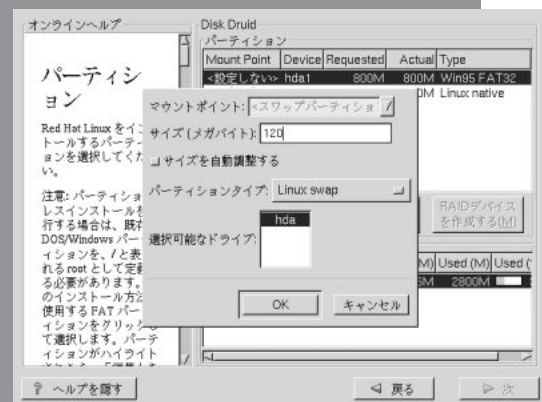 オンラインヘルプ
パーティシ
ョン
Red Hat Linux をイ
トールするパーテ
ョンを選択してく
い。
注意: パーティショ
レスインストールを
行する場合は、既存
DOS/Windows パー
ィションを、/ と表
れる root として定義
る必要があります。
のインストール方法
使用する FAT パー
ィションをクリック
て選択します。パーテ
ィションがハイライト
Disk Druid
パーティション
Mount Point Device Requested Actual Type
<設定しない> hda1 800M 800M Win95 FAT32
0M Linux native
マウントポイント: <スワップパーティショ
サイズ (メガバイト): 120
サイズを自動調整する
パーティションタイプ: Linux swap
選択可能なドライブ: hda
OK キャンセル
RAIDデバイス
を作成する(M)
M) Used (M) Used (
M 2800M
ヘルプを隠す
戻る
次